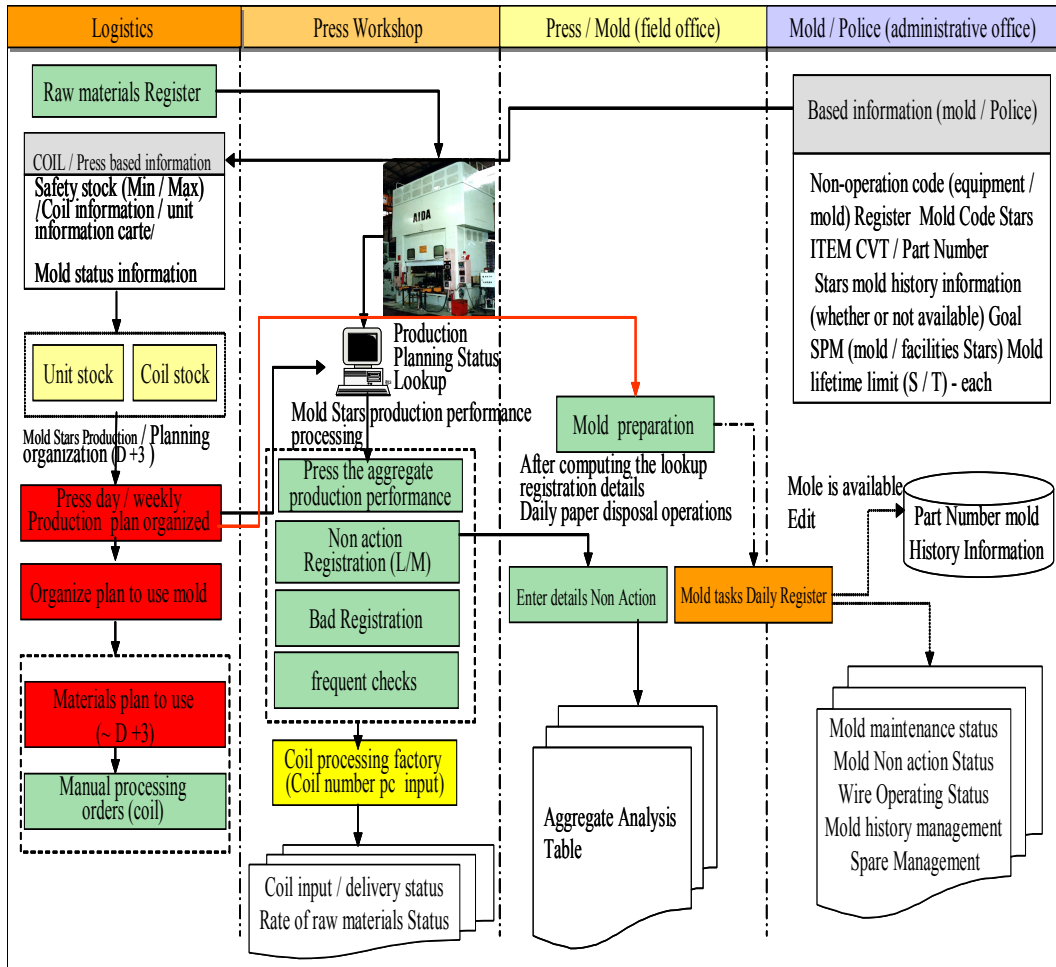 Logistics
Press Workshop
Press / Mold (field office)
Mold / Police (administrative office)
Raw materials Register
COIL / Press based information
Safety stock (Min / Max)
/Coil information / unit
information carte/
Mold status information
Unit stock
Coil stock
Mold Stars Production / Planning
organization (D +3 )
Press day / weekly
Production plan organized
Organize plan to use mold
Materials plan to use
(~ D +3)
Manual processing
orders (coil)
AIDA
Production
Planning Status
Lookup
Mold Stars production performance
processing
Press the aggregate
production performance
Non action
Registration (L/M)
Bad Registration
frequent checks
Coil processing factory
(Coil number pc input)
Coil input / delivery status
Rate of raw materials Status
Mold preparation
After computing the lookup
registration details
Daily paper disposal operations
Enter details Non Action
Aggregate Analysis
Table
Mold tasks Daily Register
Based information (mold / Police)
Non-operation code (equipment /
mold) Register Mold Code Stars
ITEM CVT / Part Number
Stars mold history information
(whether or not available) Goal
SPM (mold / facilities Stars) Mold
lifetime limit (S / T) - each
Mole is available
Edit
Part Number mold
History Information
Mold maintenance status
Mold Non action Status
Wire Operating Status
Mold history management
Spare Management